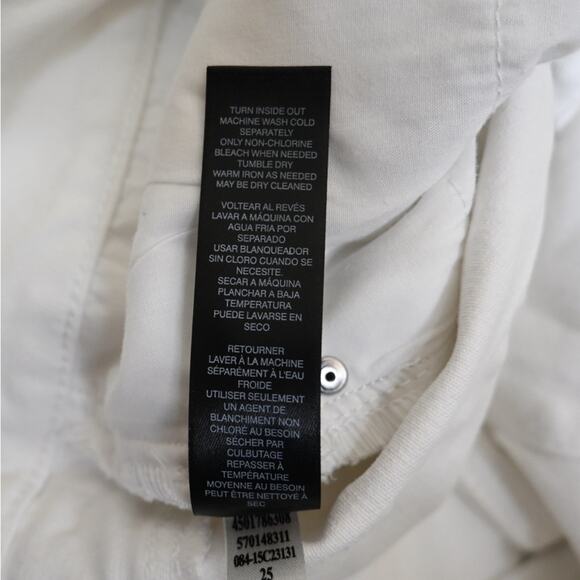 TURN INSIDE OUT
MACHINE WASH COLD
SEPARATELY
ONLY NON-CHLORINE
BLEACH WHEN NEEDED
TUMBLE DRY
WARM IRON AS NEEDED
MAY BE DRY CLEANED
VOLTEAR AL REVÉS
LAVAR A MÁQUINA CON
AGUA FRIA POR
SEPARADO
USAR BLANQUEADOR
SIN CLORO CUANDO SE
NECESITE.
SECAR A MÁQUINA
PLANCHAR A BAJA
TEMPERATURA
PUEDE LAVARSE EN
SECO
RETOURNER
LAVER À LA MACHINE
SÉPARÉMENT À L'EAU
FROIDE
UTILISER SEULEMENT
UN AGENT DE
BLANCHIMENT NON
CHLORÉ AU BESOIN
SÉCHER PAR
CULBUTAGE
REPASSER À
TEMPÉRATURE
MOYENNE AU BESOIN
PEUT ÊTRE NETTOYÉ À
SEC
4501786308
570148311
084-15C23131
25